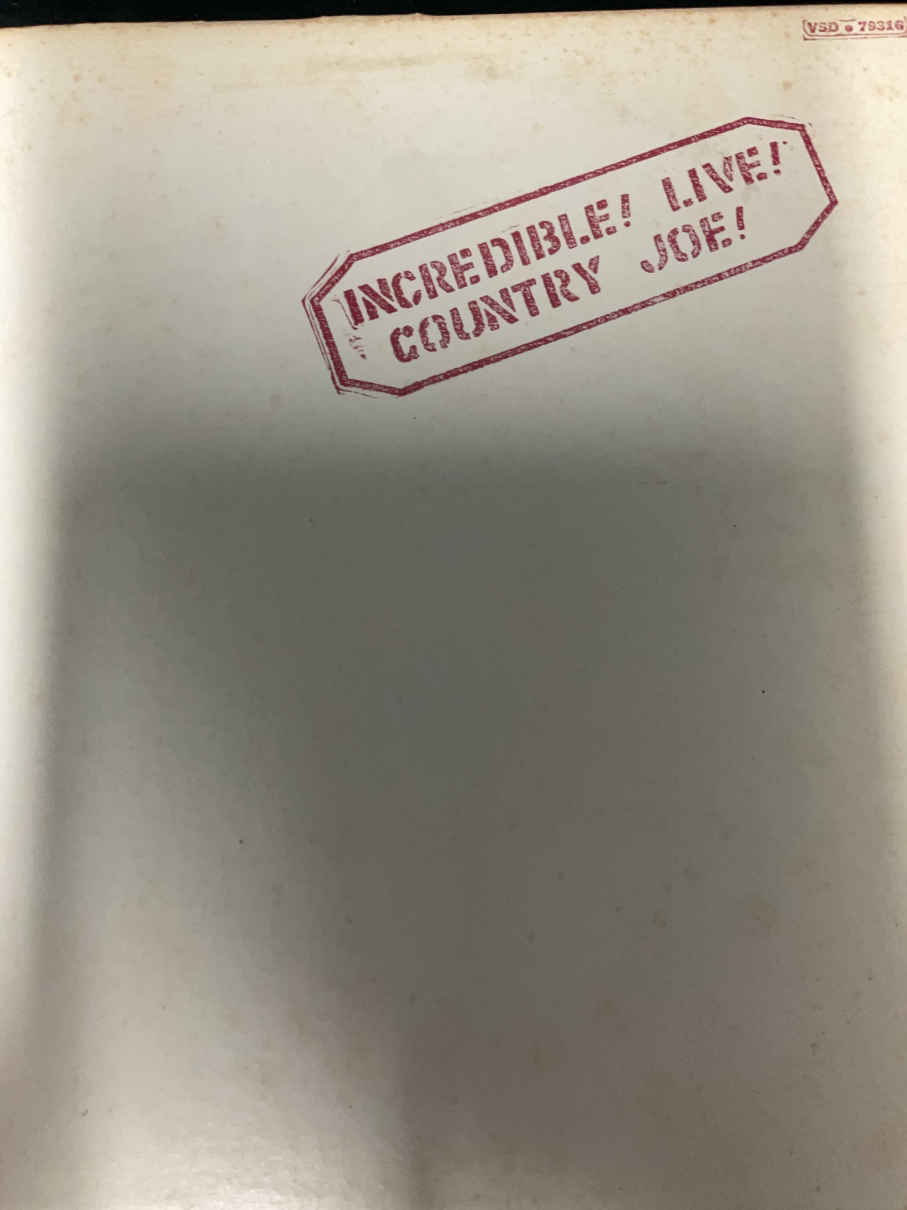 VSD • 79316
INCREDIBLE! LIVE!
COUNTRY JOE!